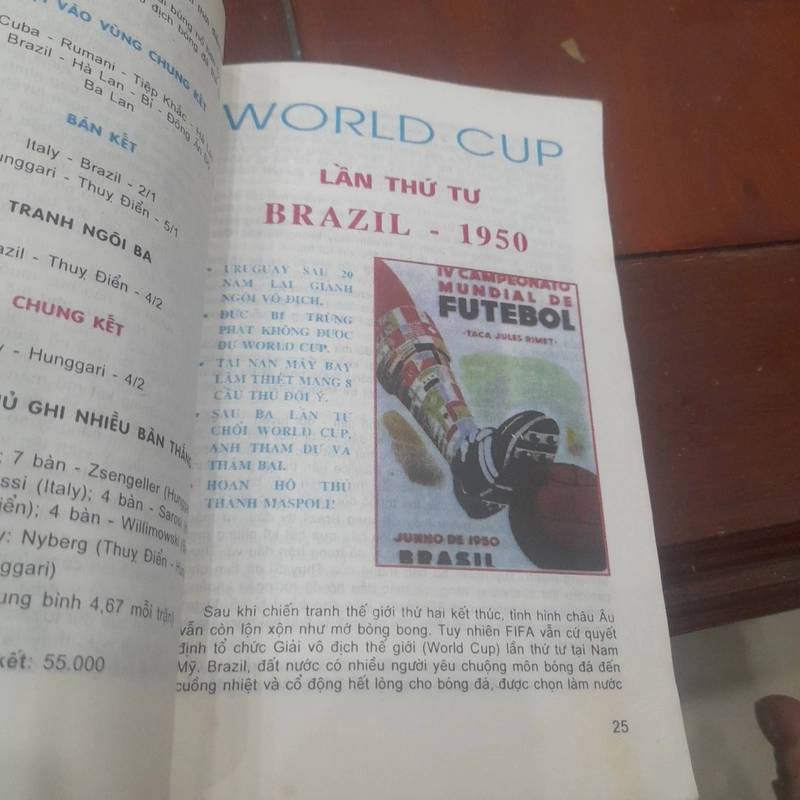 VÀO VÙNG CHUNG KẾT
Cuba - Rumani - Tiệp Khắc - Hà Lan
Brazil - Hà Lan - Bỉ - Đông Ấn
Ba Lan
BÁN KẾT
Italy - Brazil - 2/1
unggari - Thuỵ Điển - 5/1
TRANH NGÔI BA
azil - Thuỵ Điển - 4/2
CHUNG KẾT
y - Hunggari - 4/2
Ủ GHI NHIỀU BÀN THẮNG
; 7 bàn - Zsengeller (Hung
ssi (Italy); 4 bàn - Sarosi
iển); 4 bàn - Willimowski
y: Nyberg (Thuỵ Điển - Hun
ggari)
ung bình 4,67 mỗi trận
kết: 55.000
WORLD CUP
LẦN THỨ TƯ
BRAZIL - 1950
• URUGUAY SAU 20
NĂM LẠI GIÀNH
NGÔI VÔ ĐỊCH.
• ĐỨC BỊ TRỪNG
PHẠT KHÔNG ĐƯỢC
DỰ WORLD CUP.
• TAI NẠN MÁY BAY
LÀM THIỆT MẠNG 8
CẦU THỦ ĐỘI Ý.
• SAU BA LẦN TỪ
CHỐI WORLD CUP,
ANH THAM DỰ VÀ
THẢM BẠI.
• HOAN HÔ THỦ
THÀNH MASPOLI!
IV CAMPEONATO
MUNDIAL DE
FUTEBOL
-TAÇA JULES RIMET-
JUNHO DE 1950
BRASIL
Sau khi chiến tranh thế giới thứ hai kết thúc, tình hình châu Âu
vẫn còn lộn xộn như mớ bòng bong. Tuy nhiên FIFA vẫn cứ quyết
định tổ chức Giải vô địch thế giới (World Cup) lần thứ tư tại Nam
Mỹ. Brazil, đất nước có nhiều người yêu chuộng môn bóng đá đến
cuồng nhiệt và cổ động hết lòng cho bóng đá, được chọn làm nước
25